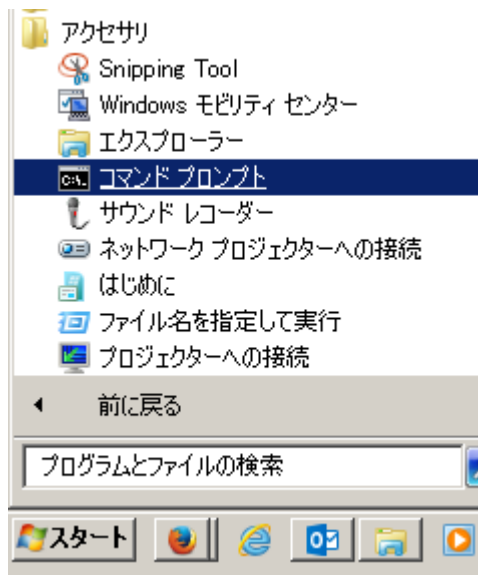 アクセサリ
Snipping Tool
Windows モビリティ センター
エクスプローラー
コマンド プロンプト
サウンド レコーダー
ネットワーク プロジェクターへの接続
はじめに
ファイル名を指定して実行
プロジェクターへの接続
前に戻る
プログラムとファイルの検索
スタート